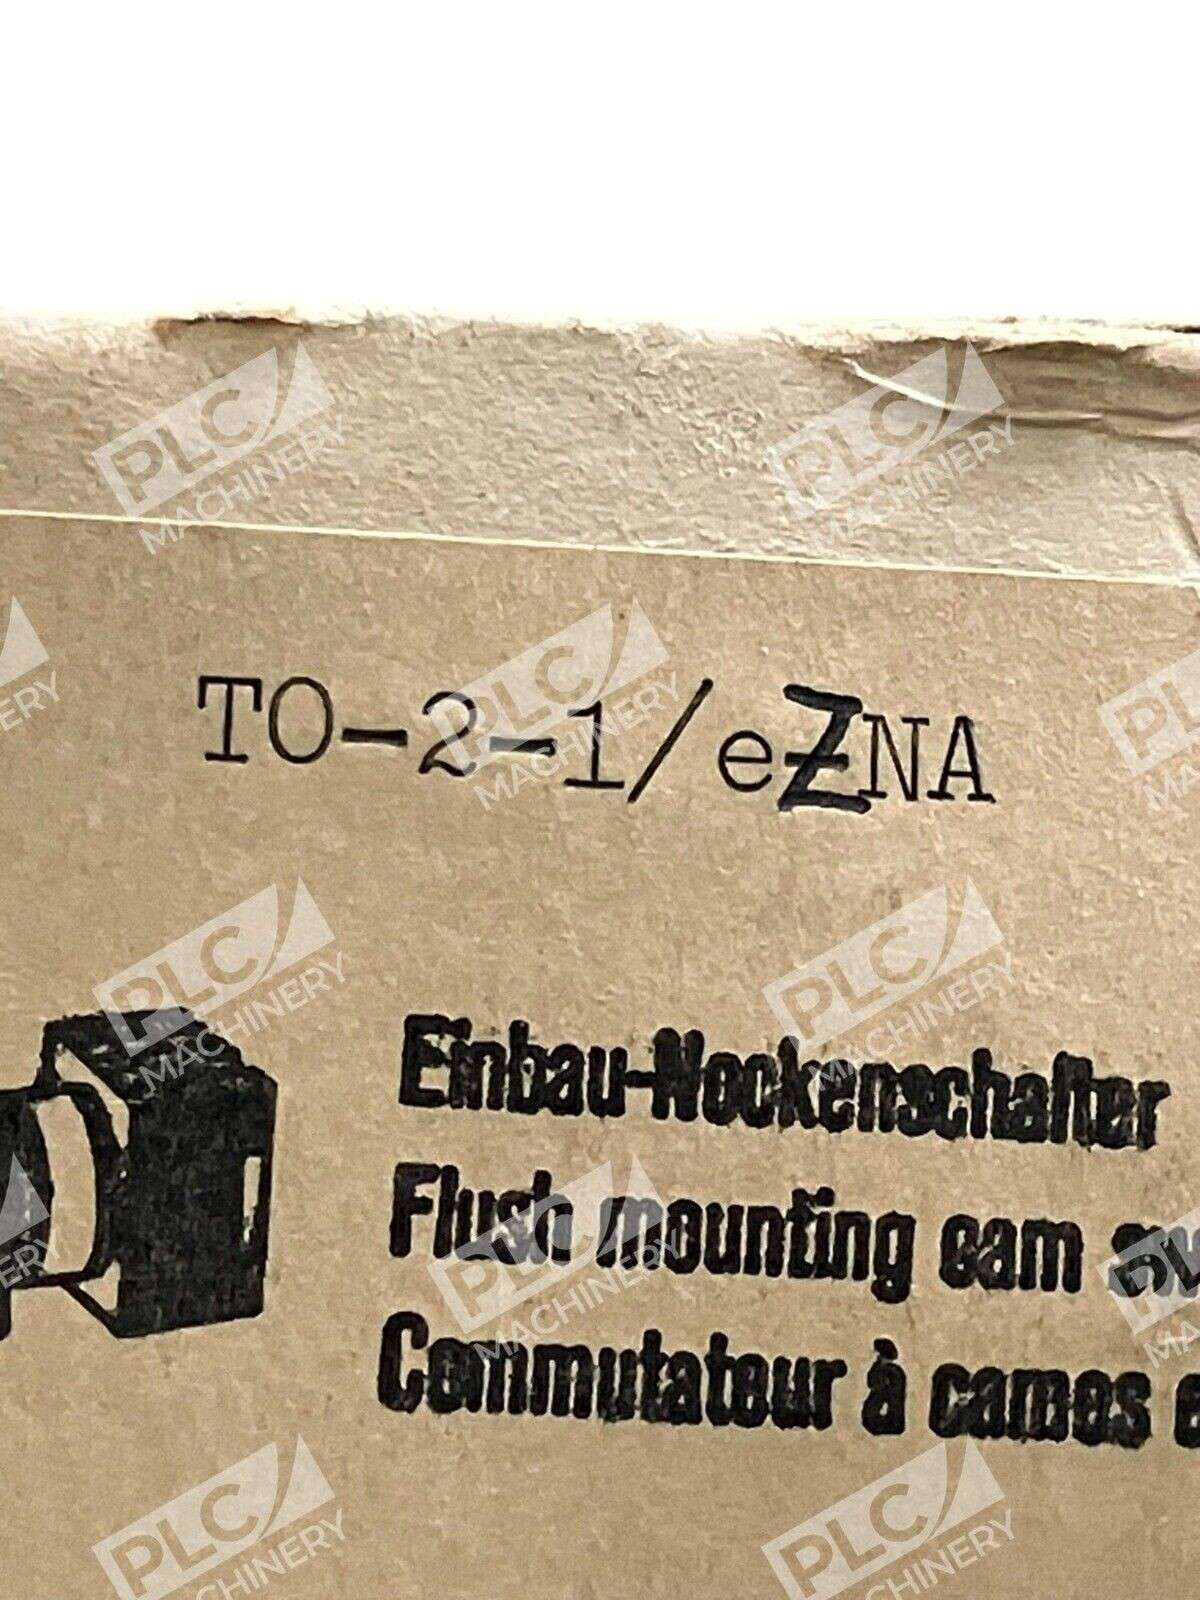 TO-2-1/eZNA
Einbau-Nockenschalter
Flush mounting cam
Commutateur à cames
PLC
MACHINERY